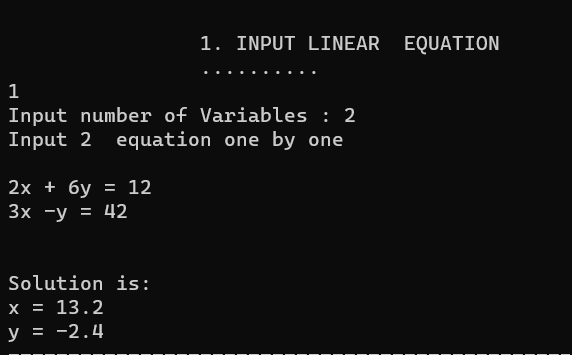 1. INPUT LINEAR  EQUATION
..........
1
Input number of Variables : 2
Input 2  equation one by one
2x + 6y = 12
3x -y = 42
Solution is:
x = 13.2
y = -2.4
-----------------------------------------------